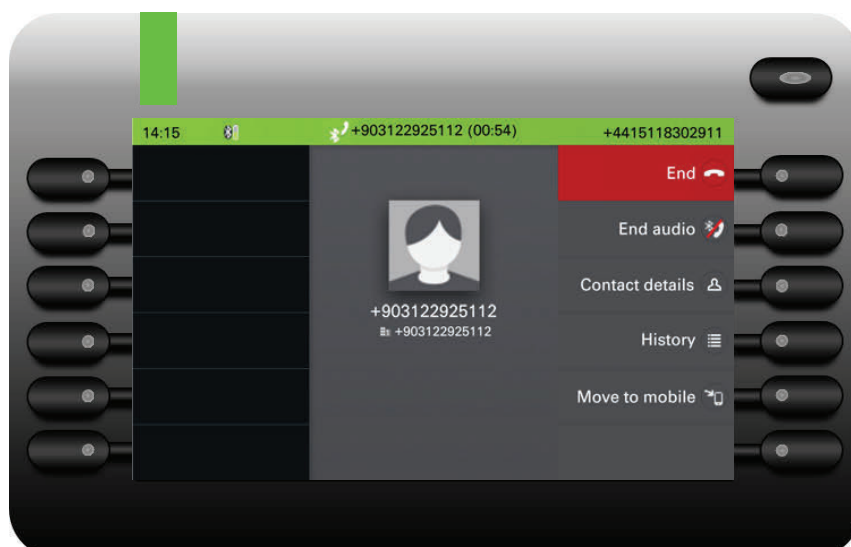 14:15
+903122925112 (00:54)
+4415118302911
End
End audio
Contact details
+903122925112
+903122925112
History
Move to mobile